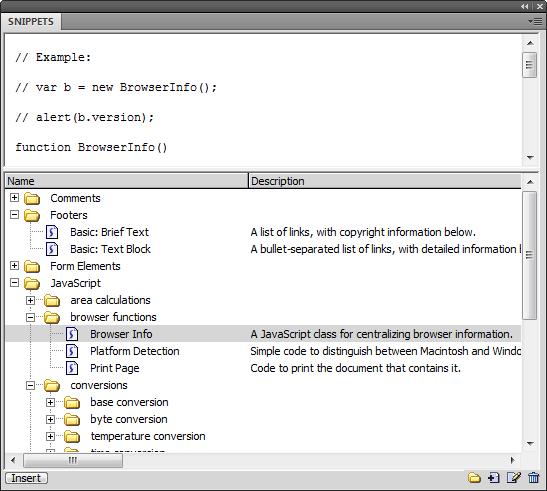 SNIPPETS
// Example:
// var b = new BrowserInfo();
// alert(b.version);
function BrowserInfo()
Name Description
Comments
Footers
Basic: Brief Text A list of links, with copyright information below.
Basic: Text Block A bullet-separated list of links, with detailed information
Form Elements
JavaScript
area calculations
browser functions
Browser Info A JavaScript class for centralizing browser information.
Platform Detection Simple code to distinguish between Macintosh and Windo
Print Page Code to print the document that contains it.
conversions
base conversion
byte conversion
temperature conversion
Insert